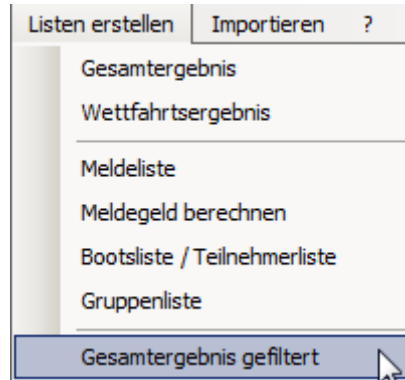 Listen erstellen Importieren ?
Gesamtergebnis
Wettfahrtsergebnis
Meldeliste
Meldegeld berechnen
Bootsliste / Teilnehmerliste
Gruppenliste
Gesamtergebnis gefiltert